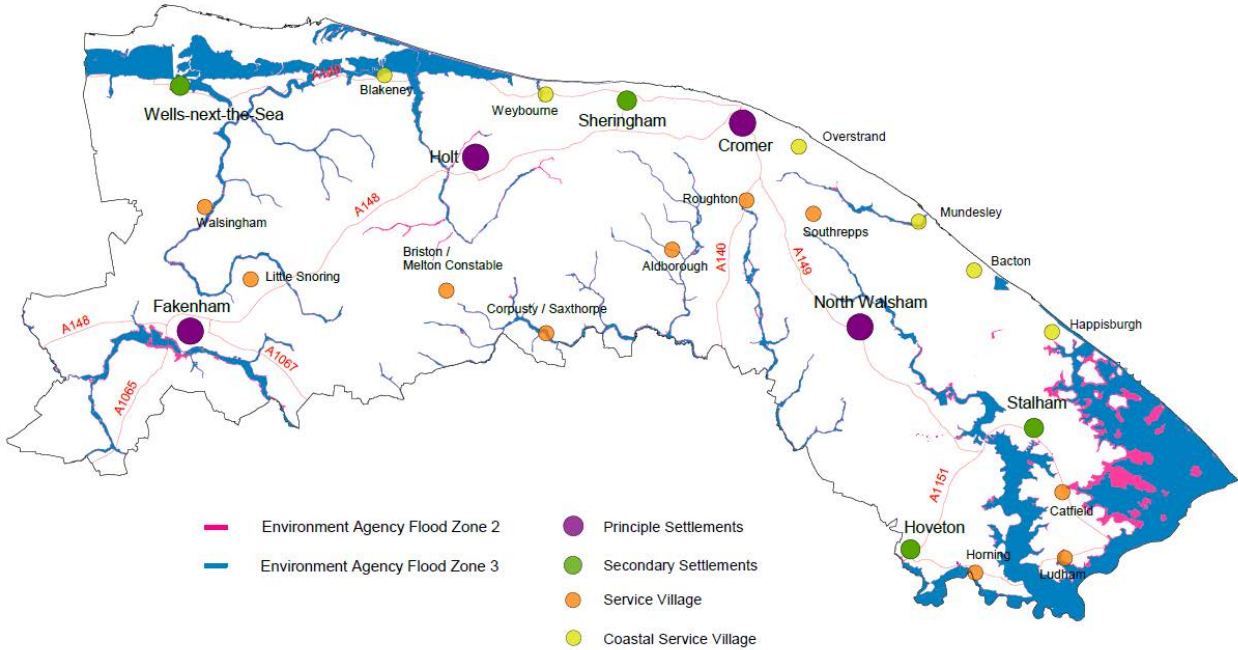 A149
Blakeney
Wells-next-the-Sea
Weybourne
Sheringham
Cromer
Overstrand
Holt
Walsingham
A148
Roughton
Southrepps
Mundesley
Briston /
Melton Constable
Aldborough
A140
A149
Bacton
Little Snoring
Fakenham
A148
Corpusty / Saxthorpe
North Walsham
Happisburgh
A1067
A1065
Stalham
A1151
Catfield
Hoveton
Horning
Ludham
Environment Agency Flood Zone 2
Environment Agency Flood Zone 3
Principle Settlements
Secondary Settlements
Service Village
Coastal Service Village